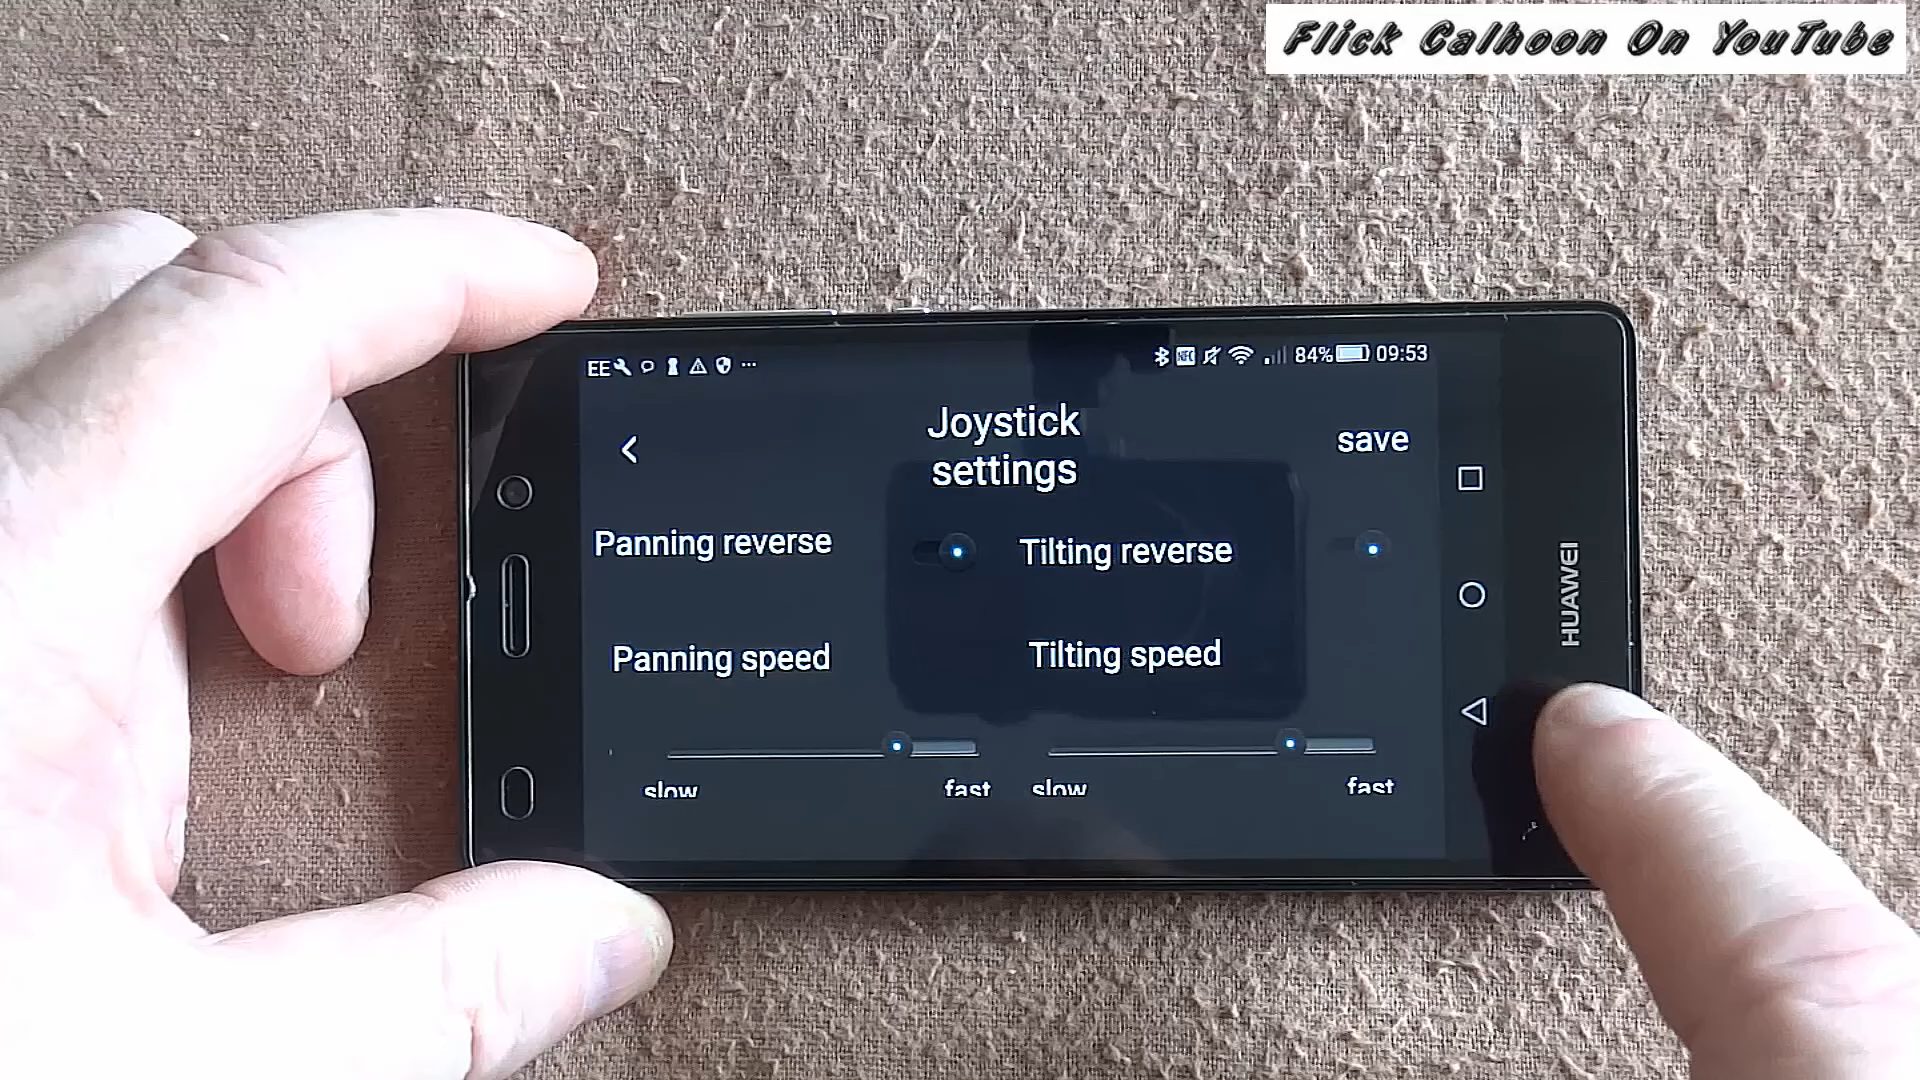 Flick Calhoon On YouTube
EE 84% 09:53
NFC
Joystick
settings
save
Panning reverse
Tilting reverse
Panning speed
Tilting speed
slow fast slow fast
HUAWEI